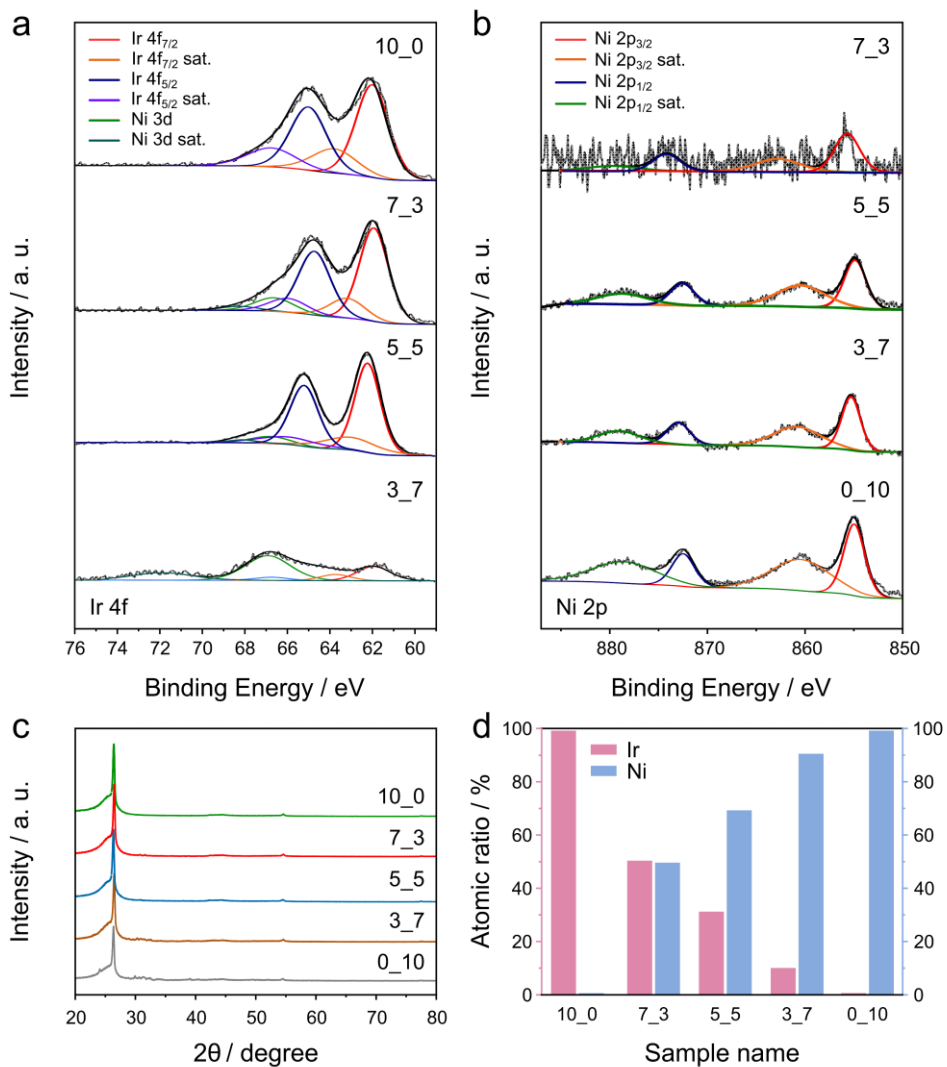 a
Ir 4f7/2
Ir 4f7/2 sat.
Ir 4f5/2
Ir 4f5/2 sat.
Ni 3d
Ni 3d sat.
10_0
7_3
5_5
3_7
Ir 4f
Intensity / a. u.
Intensity / a. u.
76 74 72 70 68 66 64 62 60
Binding Energy / eV
b
Ni 2p3/2
Ni 2p3/2 sat.
Ni 2p1/2
Ni 2p1/2 sat.
7_3
5_5
3_7
0_10
Ni 2p
Intensity / a. u.
Intensity / a. u.
880 870 860 850
Binding Energy / eV
c
10_0
7_3
5_5
3_7
0_10
Intensity / a. u.
20 30 40 50 60 70 80
2θ / degree
d
Ir
Ni
100
80
60
40
20
0
Atomic ratio / %
100
80
60
40
20
0
10_0 7_3 5_5 3_7 0_10
Sample name